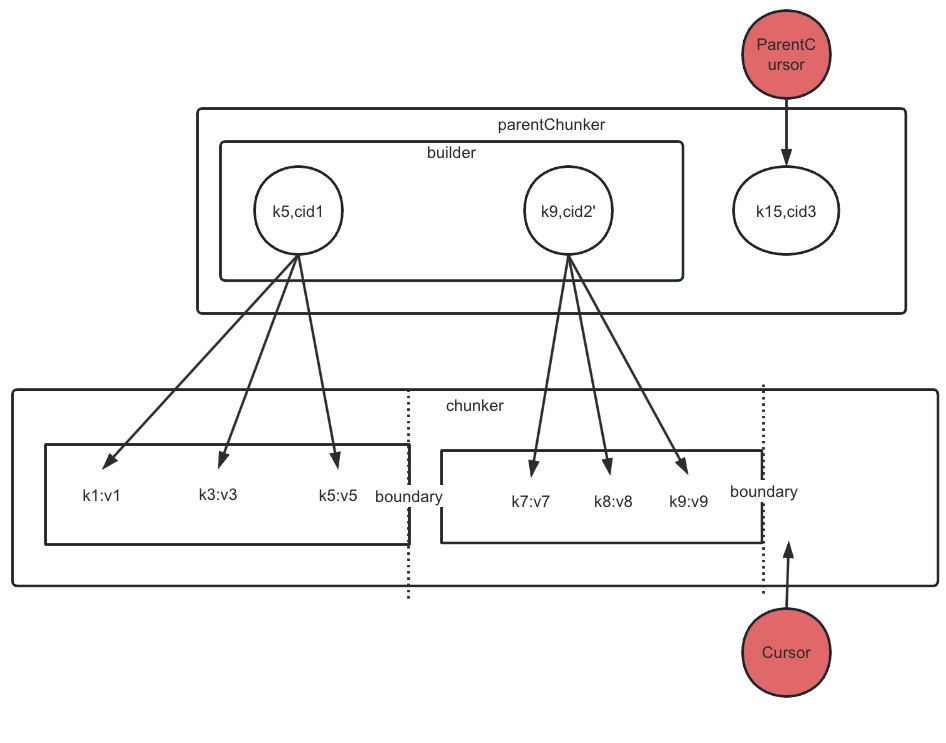 ParentC
ursor
parentChunker
builder
k5,cid1
k9,cid2'
k15,cid3
chunker
k1:v1
k3:v3
k5:v5
boundary
k7:v7
k8:v8
k9:v9
boundary
Cursor